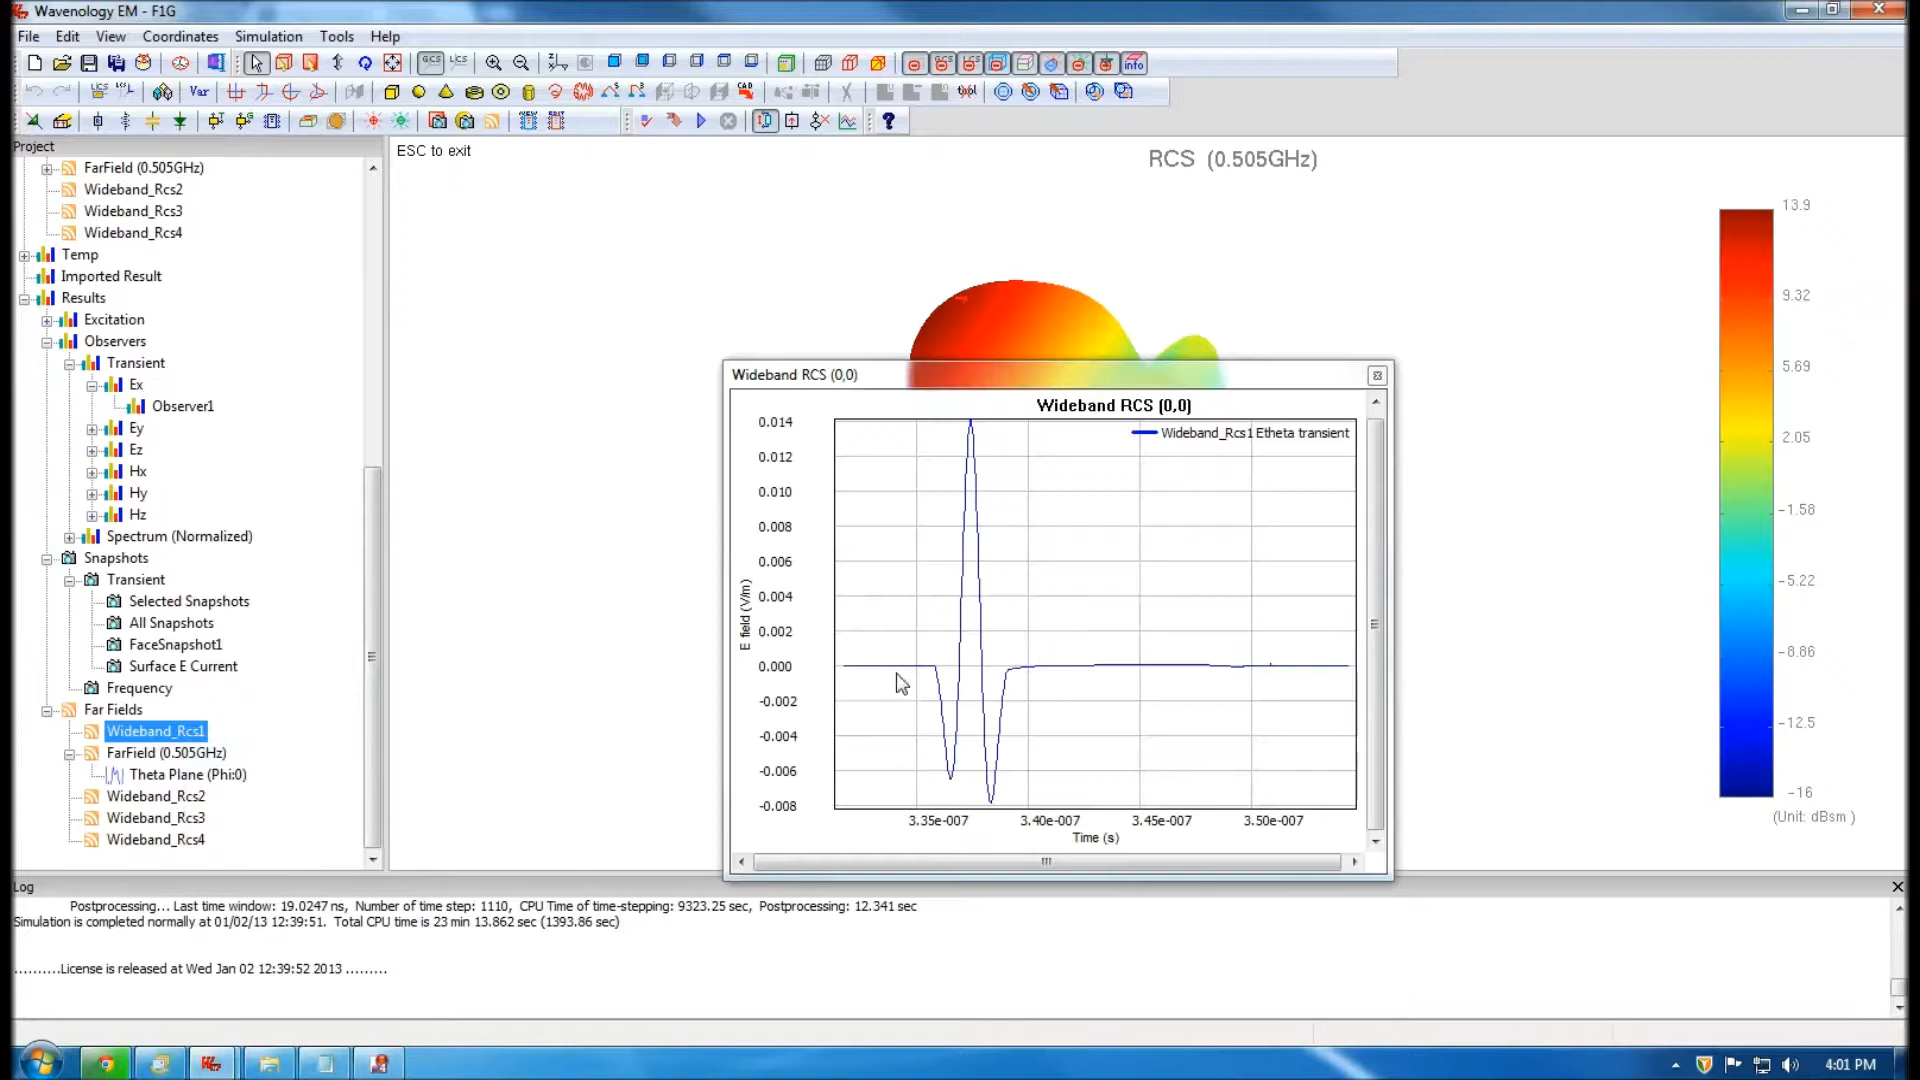 Wavenology EM - F1G
File Edit View Coordinates Simulation Tools Help
GCS LCS
GCS LCS info
LCS Var CAD
NEW EDIT ?
Project
FarField (0.505GHz)
Wideband_Rcs2
Wideband_Rcs3
Wideband_Rcs4
Temp
Imported Result
Results
Excitation
Observers
Transient
Ex
Observer1
Ey
Ez
Hx
Hy
Hz
Spectrum (Normalized)
Snapshots
Transient
Selected Snapshots
All Snapshots
FaceSnapshot1
Surface E Current
Frequency
Far Fields
Wideband_Rcs1
FarField (0.505GHz)
Theta Plane (Phi:0)
Wideband_Rcs2
Wideband_Rcs3
Wideband_Rcs4
ESC to exit
RCS (0.505GHz)
13.9
9.32
5.69
2.05
-1.58
-5.22
-8.86
-12.5
-16
(Unit: dBsm )
Wideband RCS (0,0)
Wideband RCS (0,0)
Wideband_Rcs1 Etheta transient
0.014
0.012
0.010
0.008
0.006
0.004
0.002
0.000
-0.002
-0.004
-0.006
-0.008
E field (V/m)
3.35e-007 3.40e-007 3.45e-007 3.50e-007
Time (s)
Log
Postprocessing... Last time window: 19.0247 ns, Number of time step: 1110, CPU Time of time-stepping: 9323.25 sec, Postprocessing: 12.341 sec
Simulation is completed normally at 01/02/13 12:39:51. Total CPU time is 23 min 13.862 sec (1393.86 sec)
..........License is released at Wed Jan 02 12:39:52 2013 .........
4:01 PM